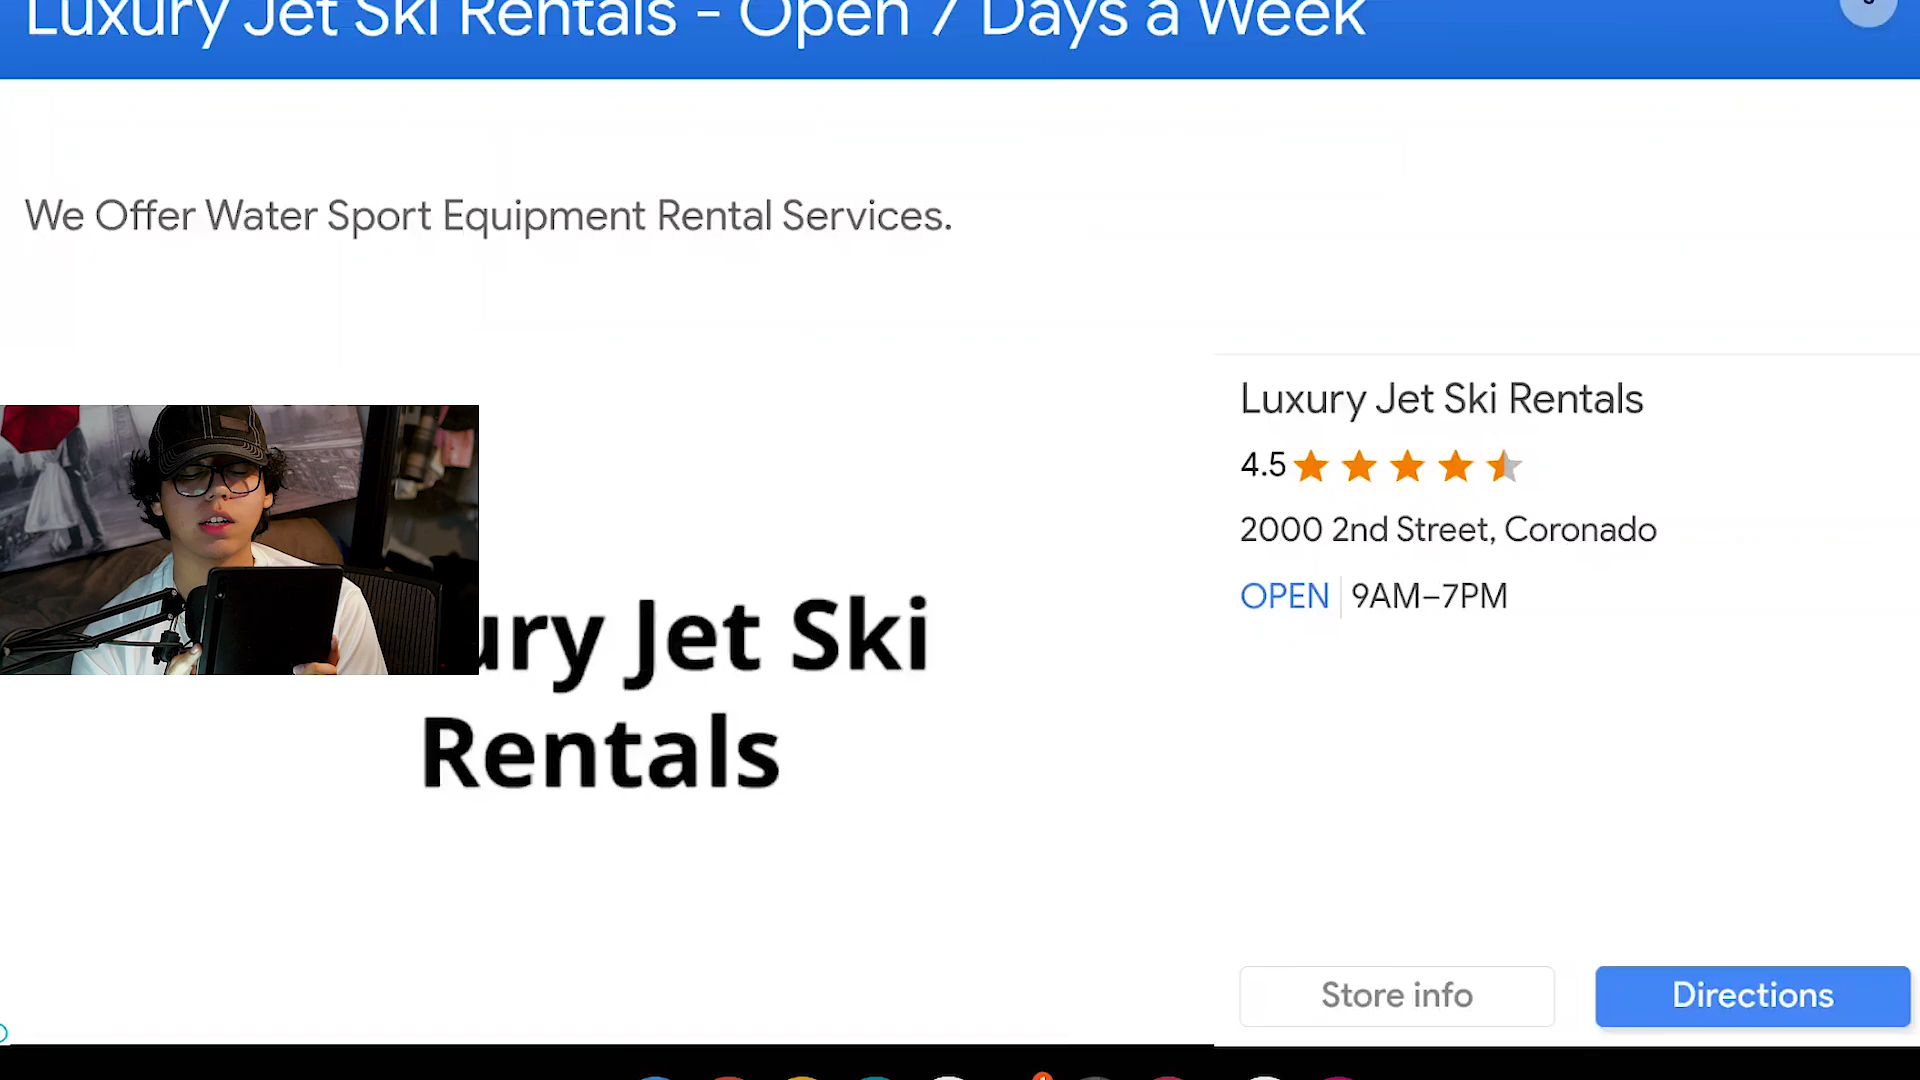 Luxury Jet Ski Rentals - Open 7 Days a Week
We Offer Water Sport Equipment Rental Services.
Luxury Jet Ski Rentals
4.5
2000 2nd Street, Coronado
OPEN 9AM–7PM
ury Jet Ski
Rentals
Store info
Directions